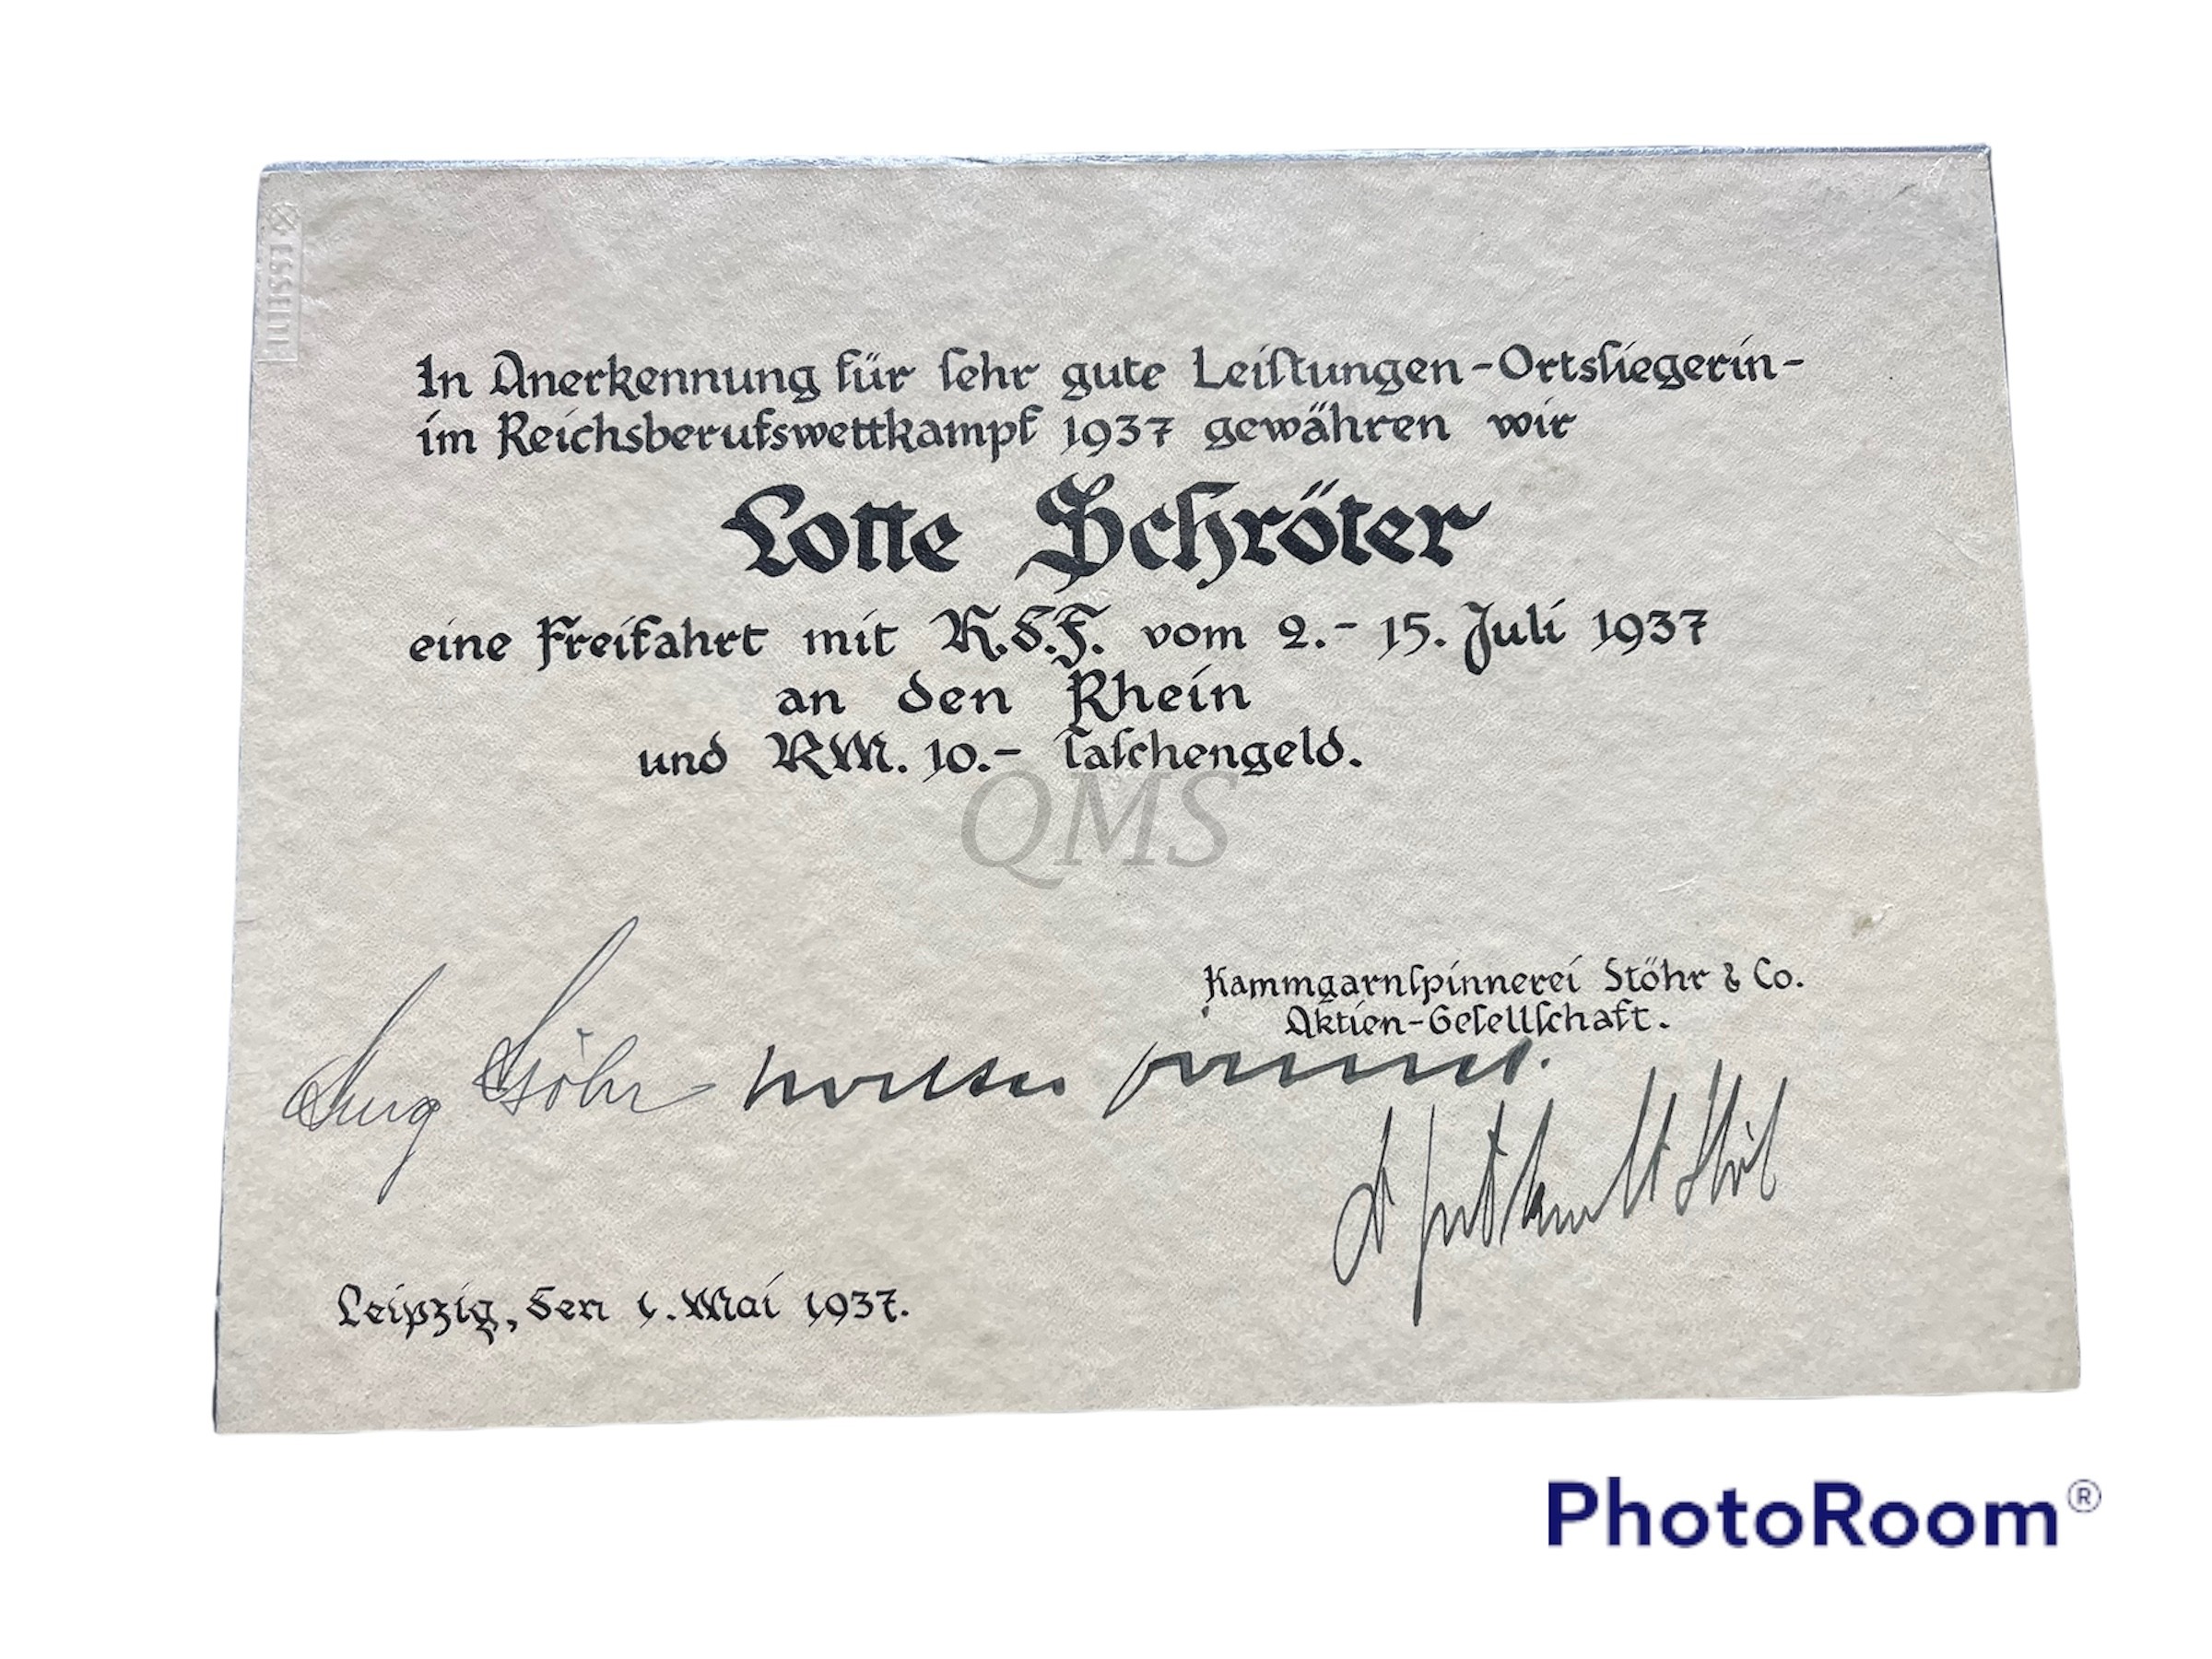 In Anerkennung für sehr gute Leistungen-Ortssiegerin-
im Reichsberufswettkampf 1937 gewähren wir
Lotte Schröter
eine Freifahrt mit K.d.F. vom 2.- 15. Juli 1937
an den Rhein
und RM. 10.- Taschengeld.
QMS
Kammgarnspinnerei Stöhr & Co.
Aktien-Gesellschaft.
Stöhr
Leipzig, den 1. Mai 1937.
PhotoRoom®